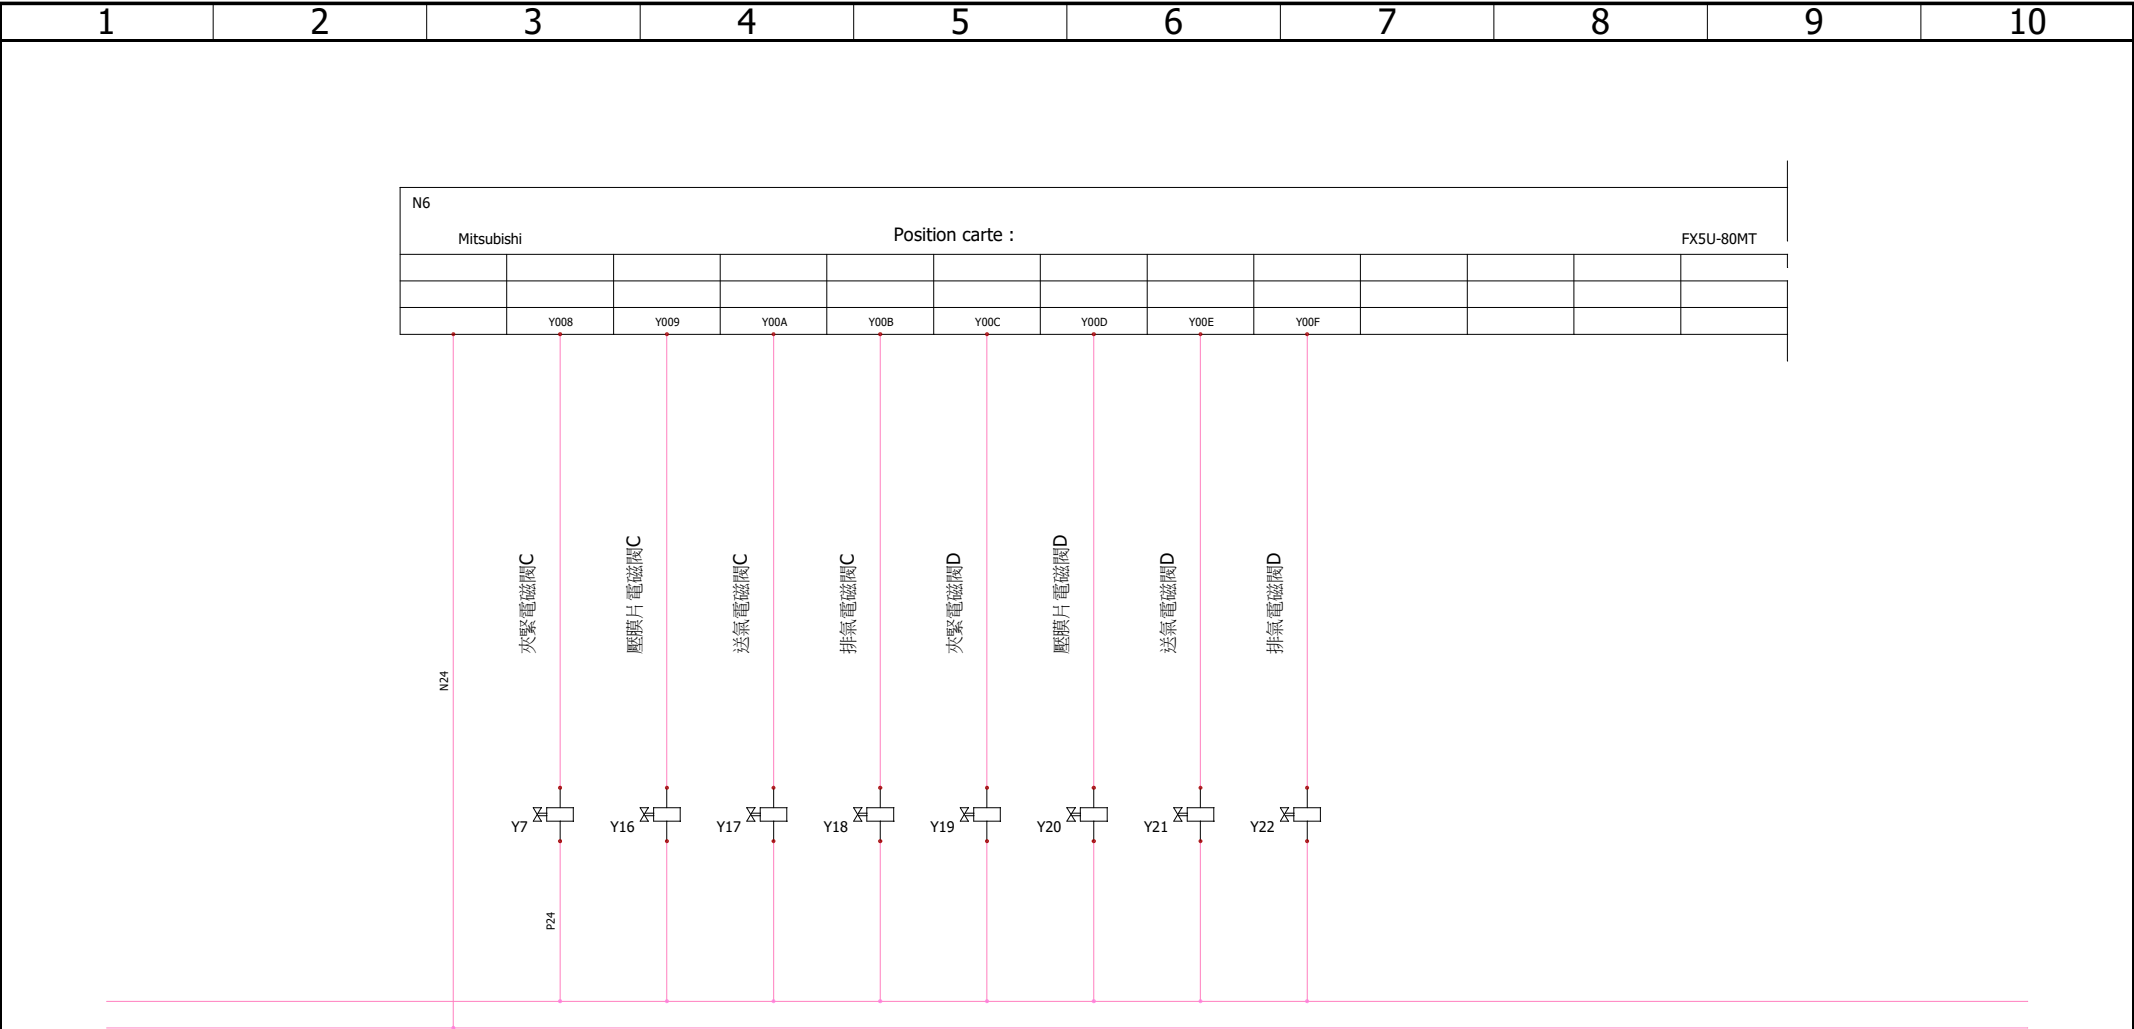 1 2 3 4 5 6 7 8 9 10
N6
Mitsubishi Position carte : FX5U-80MT
Y008 Y009 Y00A Y00B Y00C Y00D Y00E Y00F
夾緊電磁閥C
壓膜片電磁閥C
送氣電磁閥C
排氣電磁閥C
夾緊電磁閥D
壓膜片電磁閥D
送氣電磁閥D
排氣電磁閥D
N24
Y7 Y16 Y17 Y18 Y19 Y20 Y21 Y22
P24